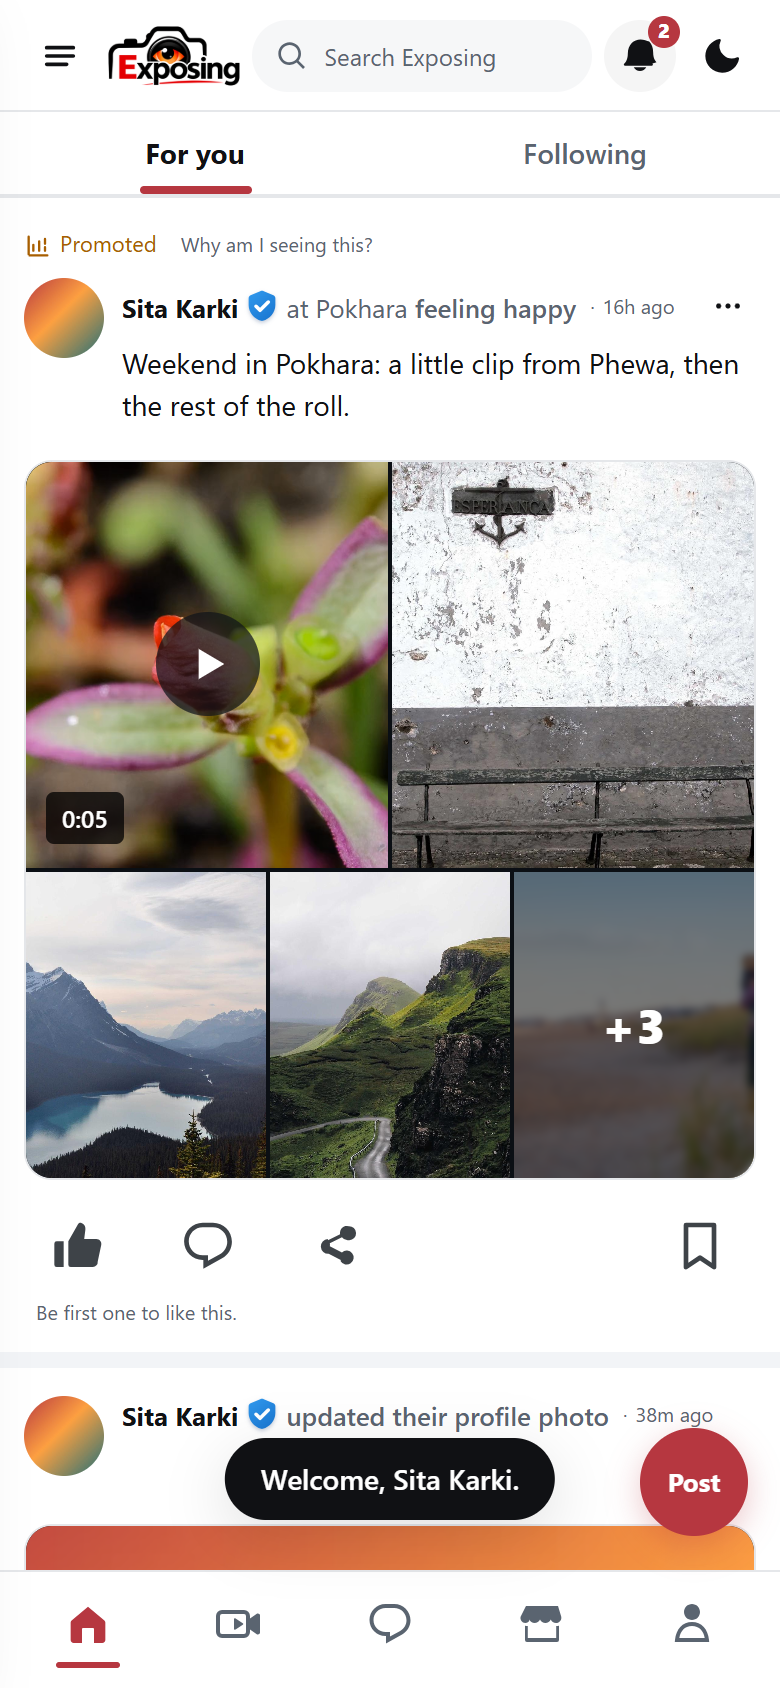 Exposing
Search Exposing
2
For you
Following
Promoted
Why am I seeing this?
Sita Karki at Pokhara feeling happy · 16h ago
Weekend in Pokhara: a little clip from Phewa, then
the rest of the roll.
ESPERANÇA
0:05
+3
Be first one to like this.
Sita Karki updated their profile photo · 38m ago
Welcome, Sita Karki.
Post